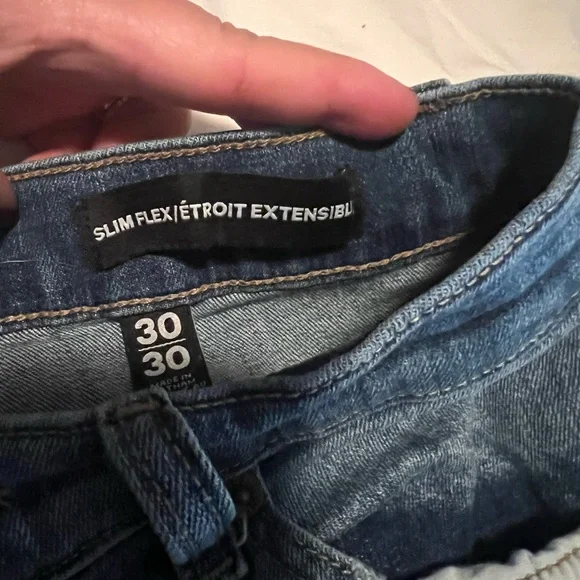 SLIM FLEX/ÉTROIT EXTENSIBL
30
30
MADE IN